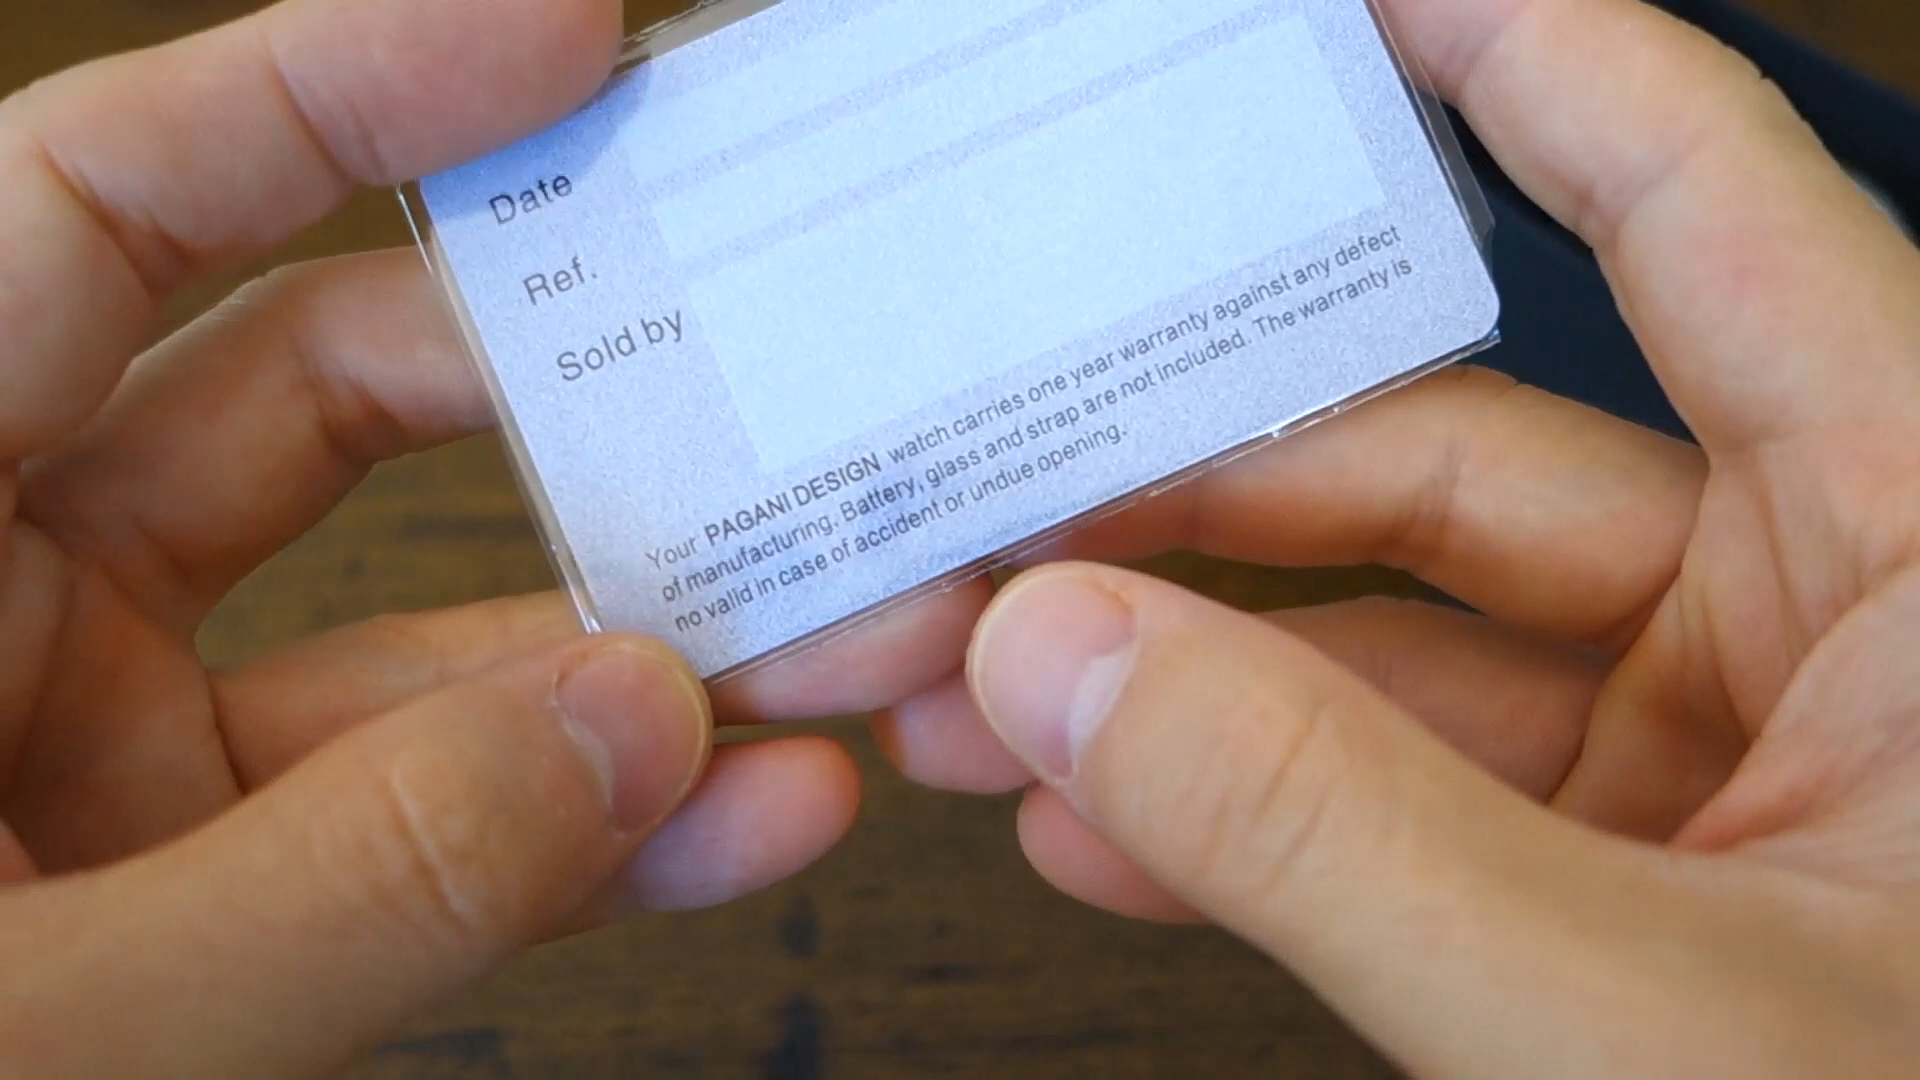 Date
Ref.
Sold by
Your PAGANI DESIGN watch carries one year warranty against any defect
of manufacturing. Battery, glass and strap are not included. The warranty is
no valid in case of accident or undue opening.